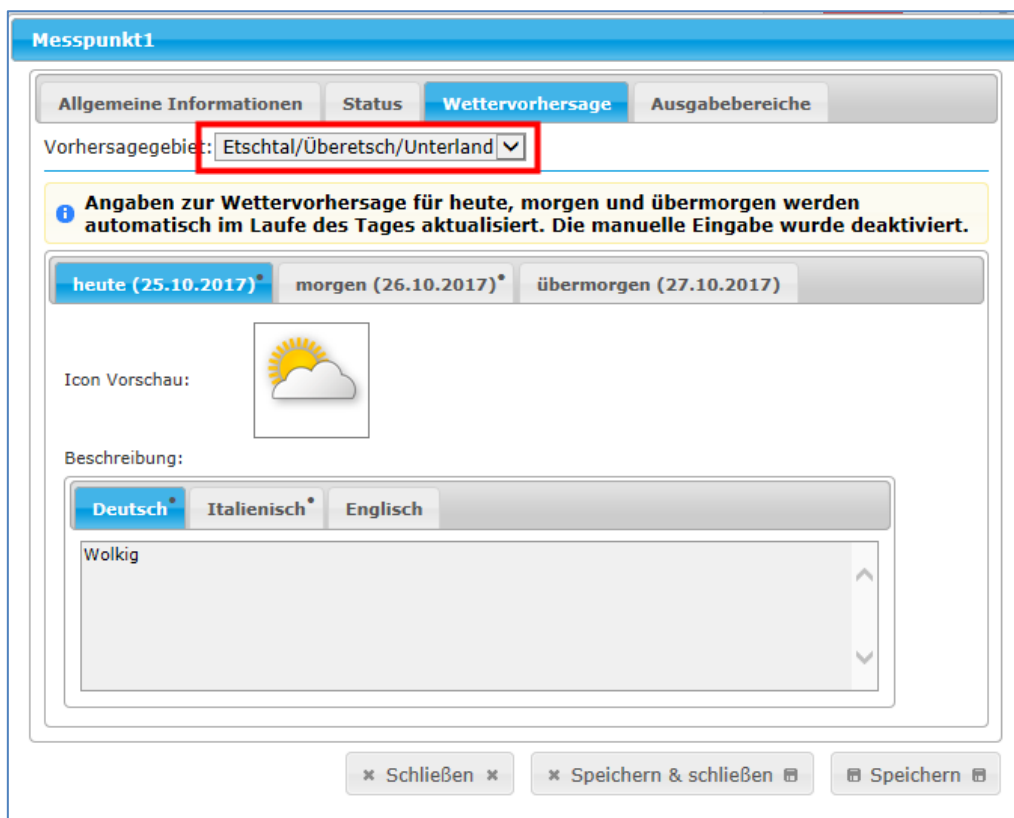 Messpunkt1
Allgemeine Informationen Status Wettervorhersage Ausgabebereiche
Vorhersagegebiet: Etschtal/Überetsch/Unterland
Angaben zur Wettervorhersage für heute, morgen und übermorgen werden
automatisch im Laufe des Tages aktualisiert. Die manuelle Eingabe wurde deaktiviert.
heute (25.10.2017)• morgen (26.10.2017)• übermorgen (27.10.2017)
Icon Vorschau:
Beschreibung:
Deutsch• Italienisch• Englisch
Wolkig
Schließen Speichern & schließen Speichern